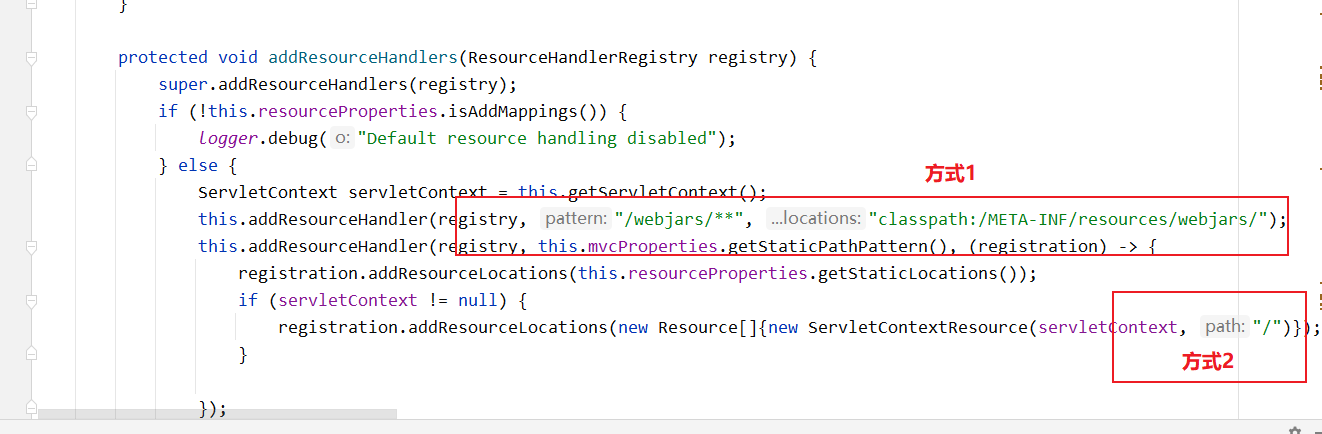 }
protected void addResourceHandlers(ResourceHandlerRegistry registry) {
super.addResourceHandlers(registry);
if (!this.resourceProperties.isAddMappings()) {
logger.debug( o: "Default resource handling disabled");
} else {
方式1
ServletContext servletContext = this.getServletContext();
this.addResourceHandler(registry, pattern: "/webjars/**", ...locations: "classpath:/META-INF/resources/webjars/");
this.addResourceHandler(registry, this.mvcProperties.getStaticPathPattern(), (registration) -> {
registration.addResourceLocations(this.resourceProperties.getStaticLocations());
if (servletContext != null) {
registration.addResourceLocations(new Resource[]{new ServletContextResource(servletContext, path: "/")});
}
方式2
});